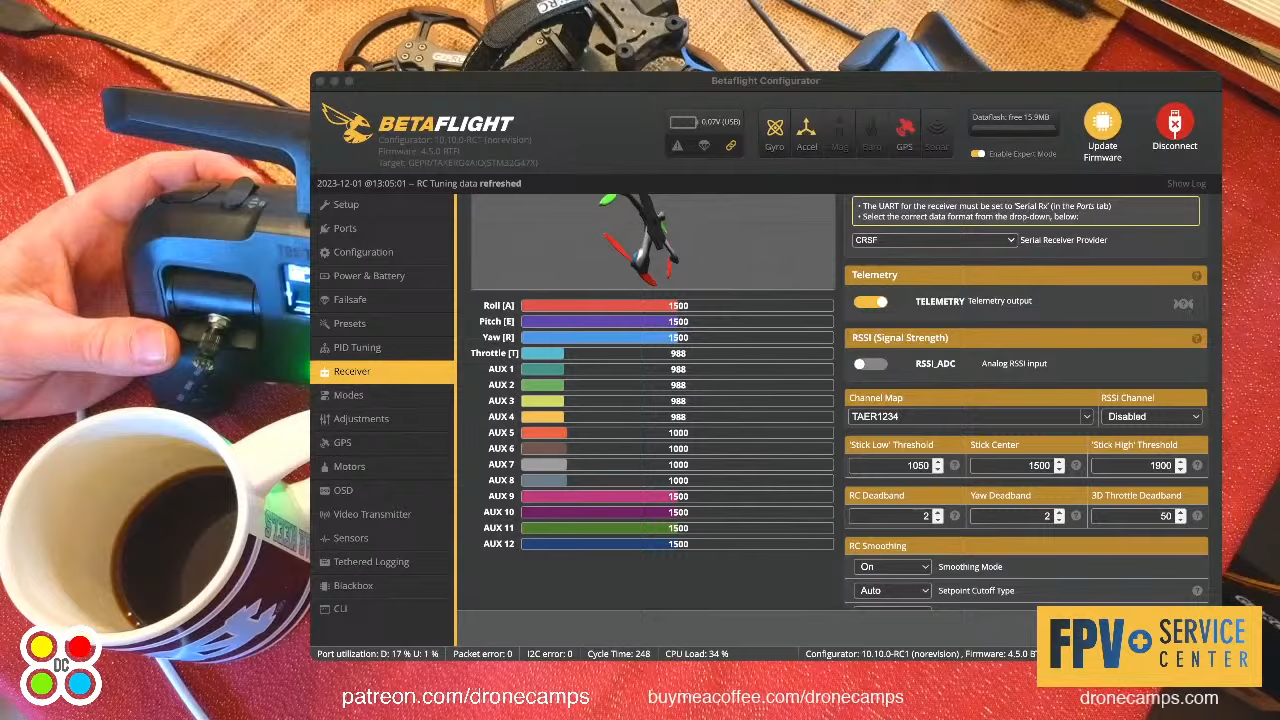 Betaflight Configurator
BETAFLIGHT
Configurator: 10.10.0-RC1 (norevision)
Firmware: 4.5.0 BTFL
Target: GEPR/TAKERG4AIO(STM32G47X)
0.07V (USB)
Gyro
Accel
Mag
Baro
GPS
Sonar
Dataflash: free 15.9MB
Enable Expert Mode
Update
Firmware
Disconnect
2023-12-01 @13:05:01 -- RC Tuning data refreshed
Show Log
Setup
Ports
Configuration
Power & Battery
Failsafe
Presets
PID Tuning
Receiver
Modes
Adjustments
GPS
Motors
OSD
Video Transmitter
Sensors
Tethered Logging
Blackbox
CLI
Roll [A] 1500
Pitch [E] 1500
Yaw [R] 1500
Throttle [T] 988
AUX 1 988
AUX 2 988
AUX 3 988
AUX 4 988
AUX 5 1000
AUX 6 1000
AUX 7 1000
AUX 8 1000
AUX 9 1500
AUX 10 1500
AUX 11 1500
AUX 12 1500
• The UART for the receiver must be set to 'Serial Rx' (in the Ports tab)
• Select the correct data format from the drop-down, below:
CRSF Serial Receiver Provider
Telemetry
TELEMETRY Telemetry output
RSSI (Signal Strength)
RSSI_ADC Analog RSSI input
Channel Map RSSI Channel
TAER1234 Disabled
'Stick Low' Threshold Stick Center 'Stick High' Threshold
1050 1500 1900
RC Deadband Yaw Deadband 3D Throttle Deadband
2 2 50
RC Smoothing
On Smoothing Mode
Auto Setpoint Cutoff Type
Port utilization: D: 17 % U: 1 %
Packet error: 0
I2C error: 0
Cycle Time: 248
CPU Load: 34 %
Configurator: 10.10.0-RC1 (norevision) , Firmware: 4.5.0
FPV+ SERVICE
CENTER
DC
patreon.com/dronecamps
buymeacoffee.com/dronecamps
dronecamps.com